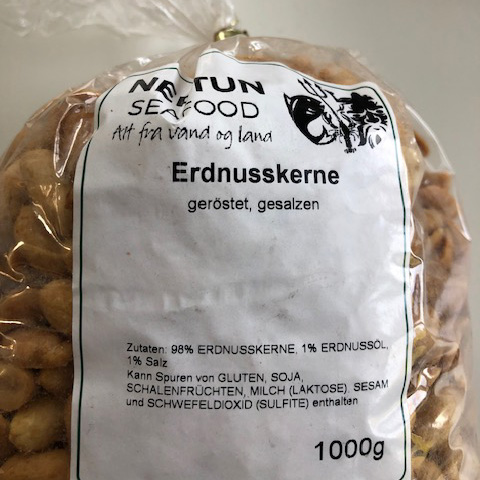 NEPTUN
SEAFOOD
Alt fra vand og land
Erdnusskerne
geröstet, gesalzen
Zutaten: 98% ERDNUSSKERNE, 1% ERDNUSSÖL,
1% Salz
Kann Spuren von GLUTEN, SOJA,
SCHALENFRÜCHTEN, MILCH (LAKTOSE), SESAM
und SCHWEFELDIOXID (SULFITE) enthalten
1000g